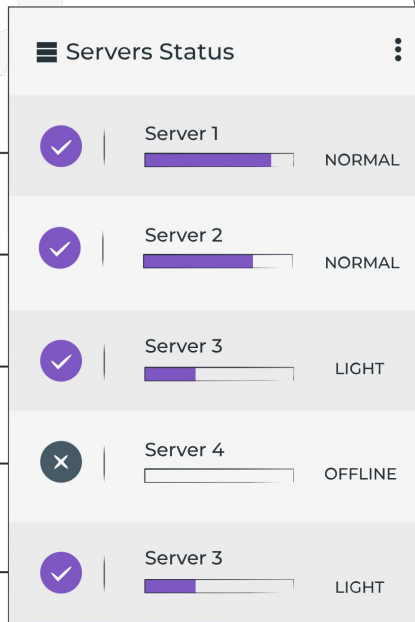 Servers Status
Server 1
NORMAL
Server 2
NORMAL
Server 3
LIGHT
Server 4
OFFLINE
Server 3
LIGHT